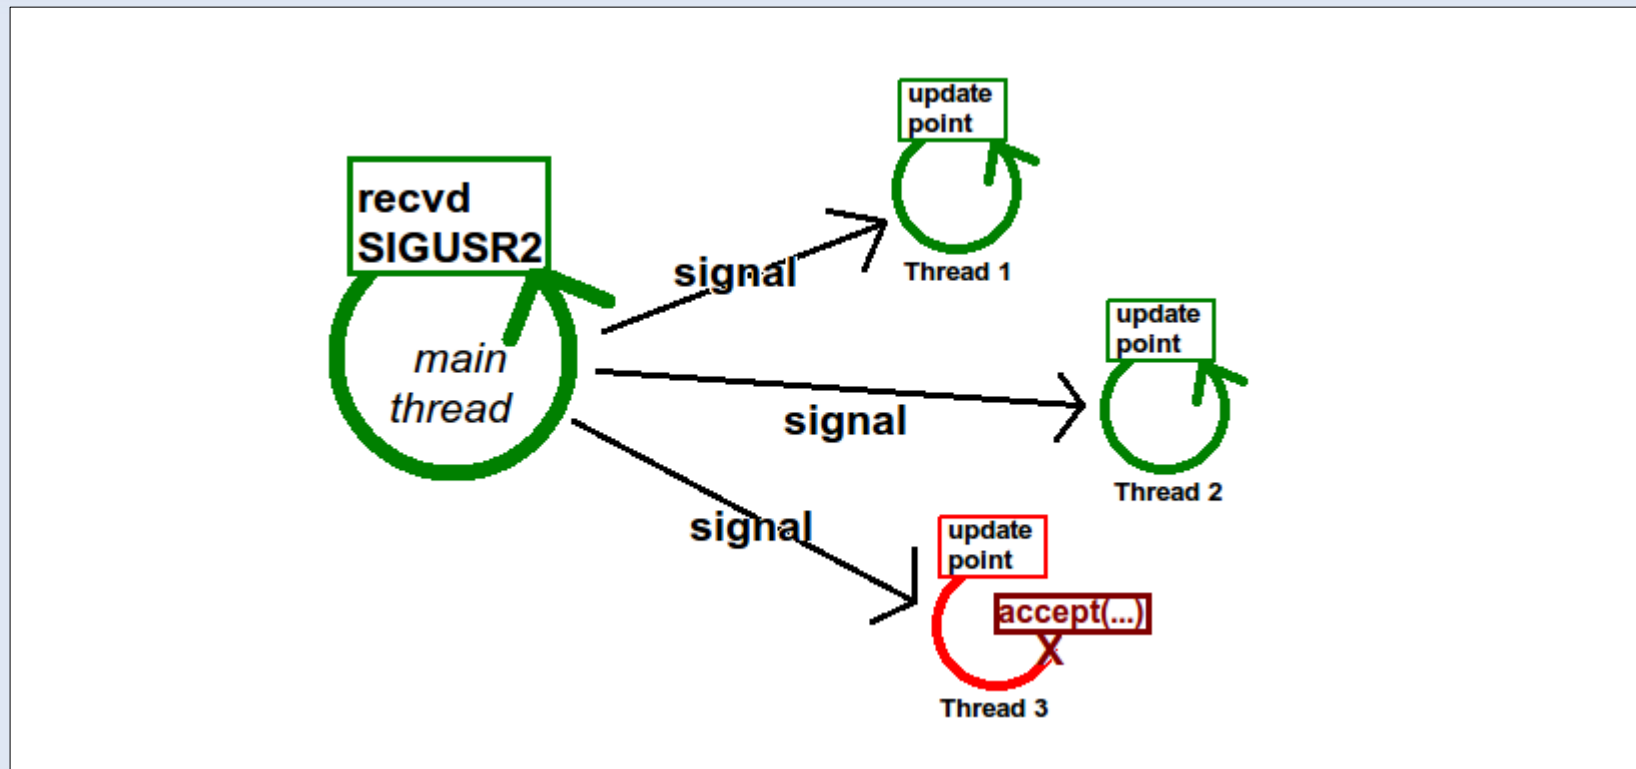 recvd
SIGUSR2
main
thread
signal
update
point
Thread 1
signal
update
point
Thread 2
signal
update
point
accept(...)
X
Thread 3